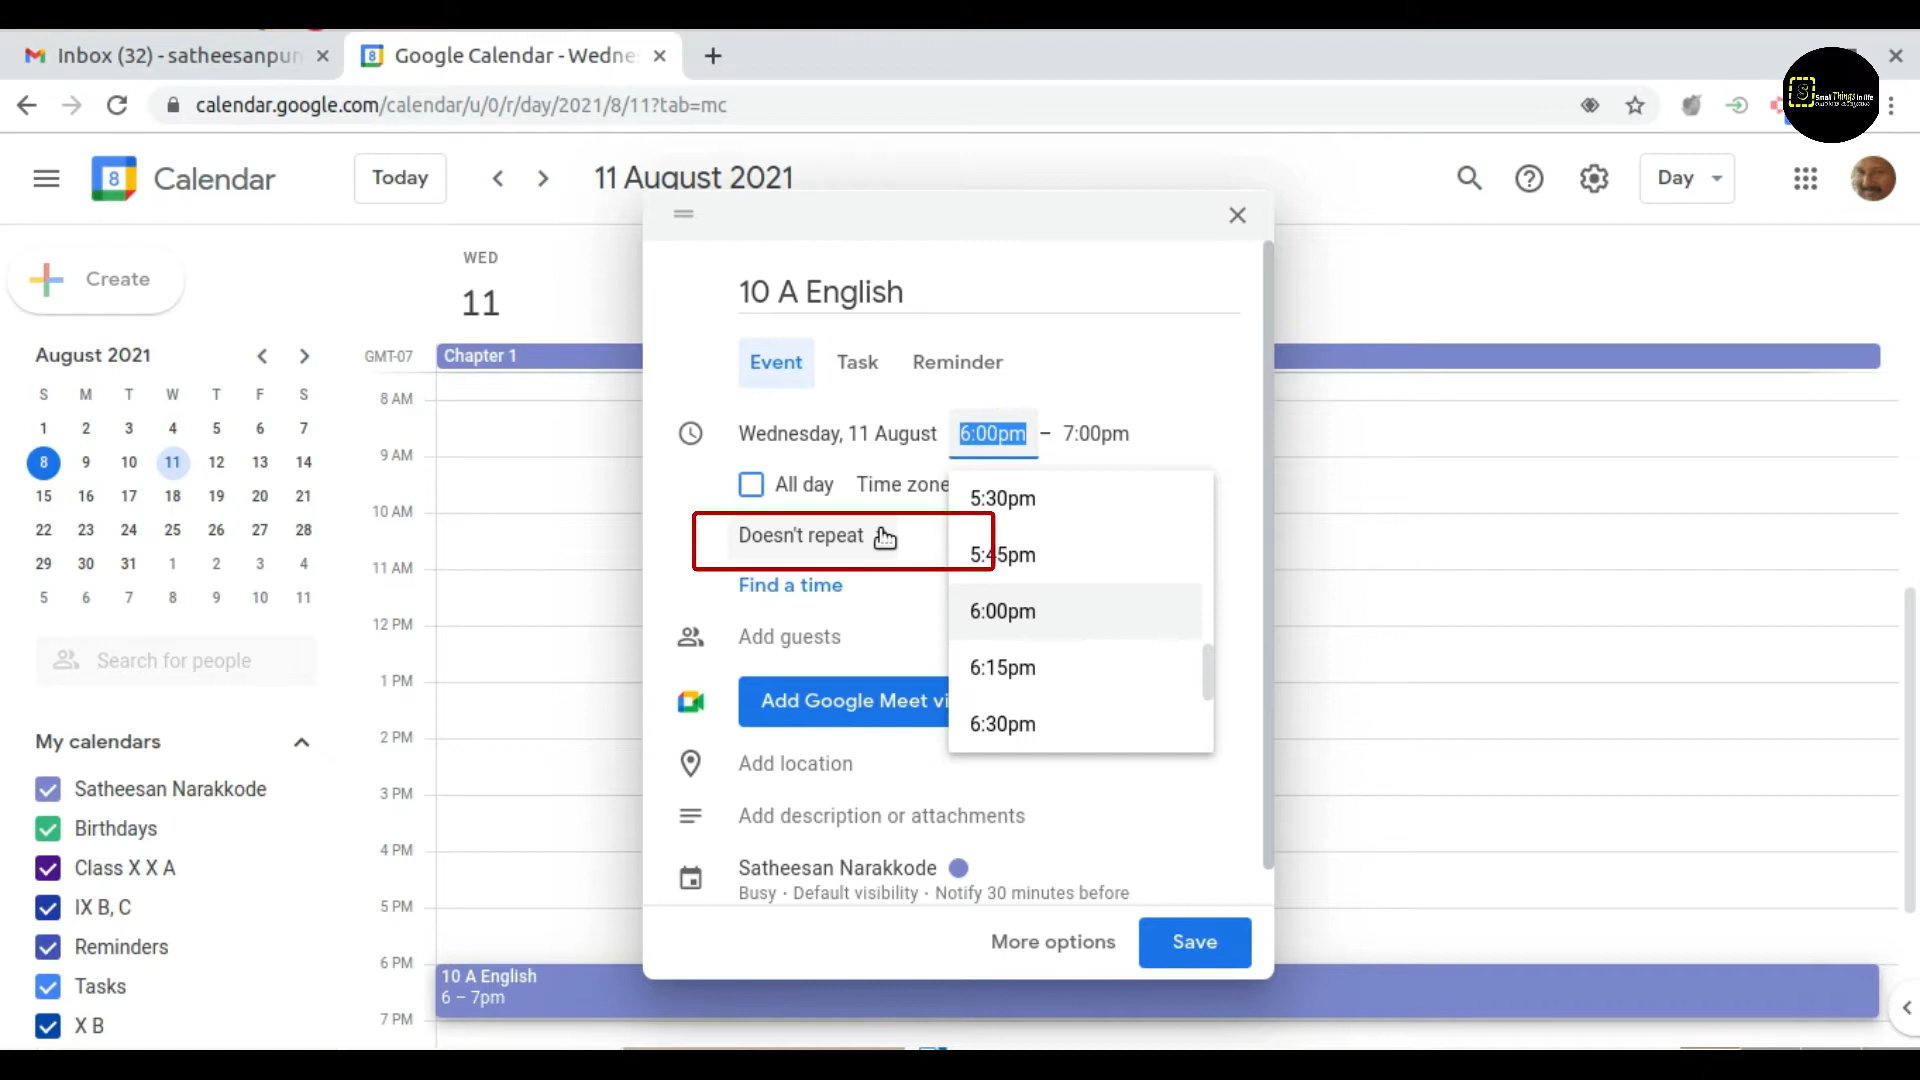 Inbox (32) - satheesanpur
Google Calendar - Wedne
calendar.google.com/calendar/u/0/r/day/2021/8/11?tab=mc
Small Things in life
8
Calendar
Today
11 August 2021
Day
Create
WED
11
August 2021
S M T W T F S
1 2 3 4 5 6 7
8 9 10 11 12 13 14
15 16 17 18 19 20 21
22 23 24 25 26 27 28
29 30 31 1 2 3 4
5 6 7 8 9 10 11
Search for people
My calendars
Satheesan Narakkode
Birthdays
Class X X A
IX B, C
Reminders
Tasks
X B
GMT-07
Chapter 1
8 AM
9 AM
10 AM
11 AM
12 PM
1 PM
2 PM
3 PM
4 PM
5 PM
6 PM
7 PM
10 A English
6 – 7pm
10 A English
Event Task Reminder
Wednesday, 11 August 6:00pm – 7:00pm
All day Time zone
Doesn't repeat
Find a time
Add guests
Add Google Meet vi
Add location
Add description or attachments
Satheesan Narakkode
Busy · Default visibility · Notify 30 minutes before
5:30pm
5:45pm
6:00pm
6:15pm
6:30pm
More options
Save